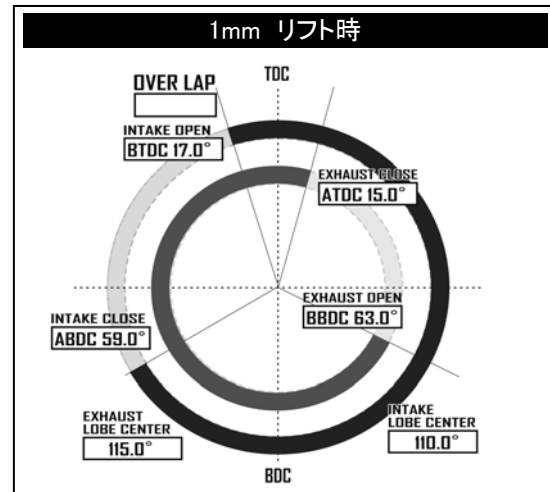 1mm リフト時
TDC
OVER LAP
INTAKE OPEN
BTDC 17.0°
EXHAUST CLOSE
ATDC 15.0°
EXHAUST OPEN
BBDC 63.0°
INTAKE CLOSE
ABDC 59.0°
EXHAUST
LOBE CENTER
115.0°
INTAKE
LOBE CENTER
110.0°
BDC